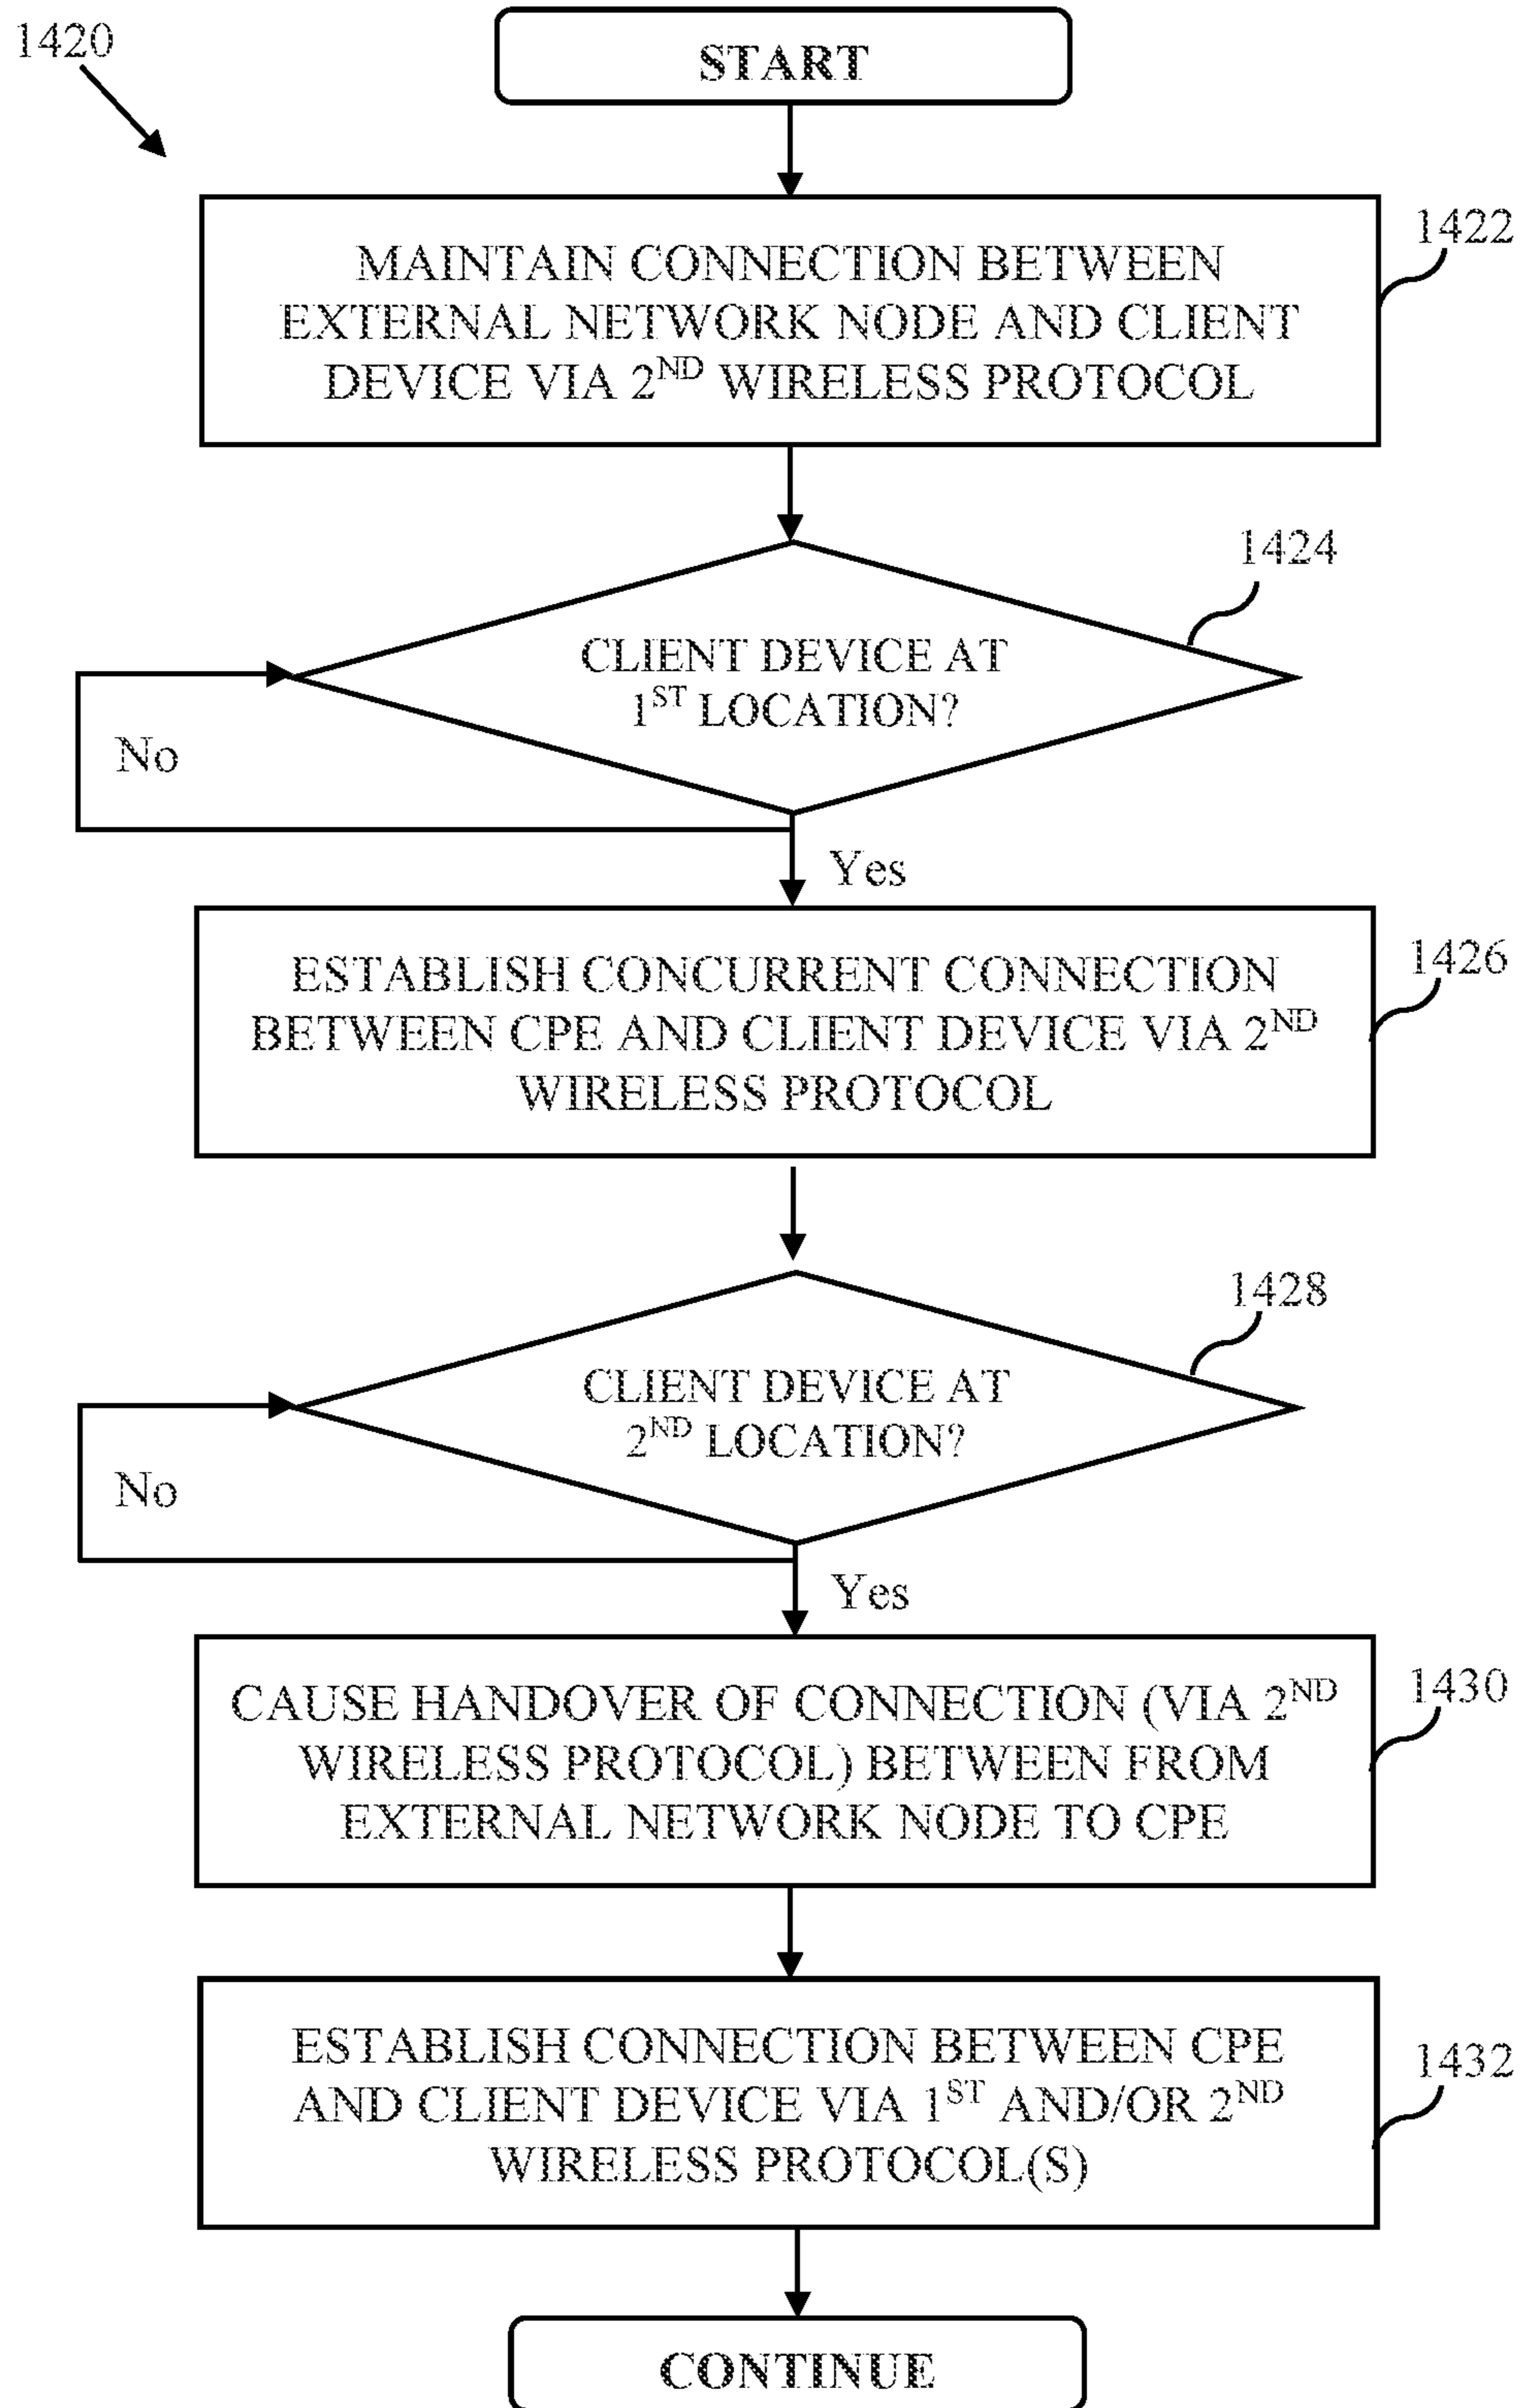 1420
START
MAINTAIN CONNECTION BETWEEN
EXTERNAL NETWORK NODE AND CLIENT
DEVICE VIA 2ND WIRELESS PROTOCOL
1422
1424
CLIENT DEVICE AT
1ST LOCATION?
No
Yes
ESTABLISH CONCURRENT CONNECTION
BETWEEN CPE AND CLIENT DEVICE VIA 2ND
WIRELESS PROTOCOL
1426
1428
CLIENT DEVICE AT
2ND LOCATION?
No
Yes
CAUSE HANDOVER OF CONNECTION (VIA 2ND
WIRELESS PROTOCOL) BETWEEN FROM
EXTERNAL NETWORK NODE TO CPE
1430
ESTABLISH CONNECTION BETWEEN CPE
AND CLIENT DEVICE VIA 1ST AND/OR 2ND
WIRELESS PROTOCOL(S)
1432
CONTINUE